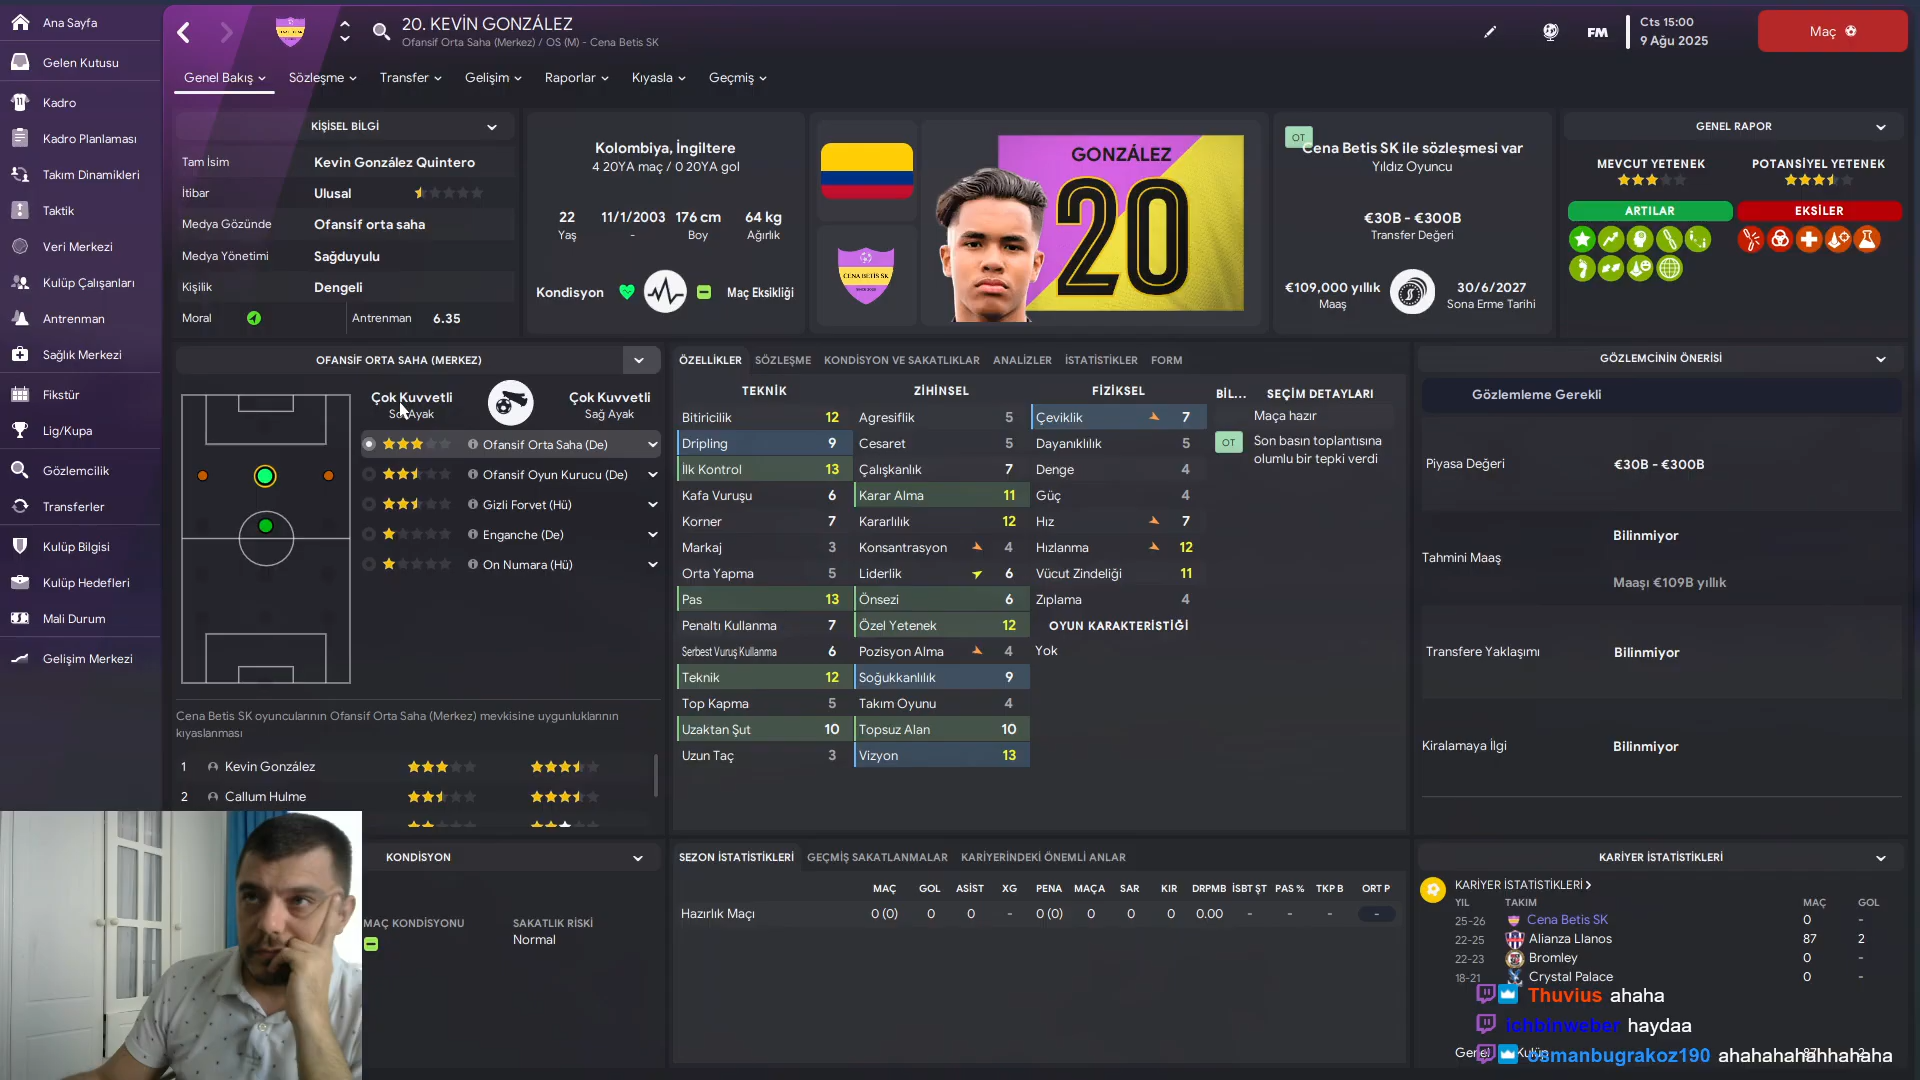 Ana Sayfa
Gelen Kutusu
Kadro
Kadro Planlaması
Takım Dinamikleri
Taktik
Veri Merkezi
Kulüp Çalışanları
Antrenman
Sağlık Merkezi
Fikstür
Lig/Kupa
Gözlemcilik
Transferler
Kulüp Bilgisi
Kulüp Hedefleri
Mali Durum
Gelişim Merkezi
20. KEVİN GONZÁLEZ
Ofansif Orta Saha (Merkez) / OS (M) - Cena Betis SK
FM
Cts 15:00
9 Ağu 2025
Maç
Genel Bakış Sözleşme Transfer Gelişim Raporlar Kıyasla Geçmiş
KİŞİSEL BİLGİ
Tam İsim Kevin González Quintero
İtibar Ulusal
Medya Gözünde Ofansif orta saha
Medya Yönetimi Sağduyulu
Kişilik Dengeli
Moral Antrenman 6.35
Kolombiya, İngiltere
4 20YA maç / 0 20YA gol
22 11/1/2003 176 cm 64 kg
Yaş - Boy Ağırlık
Kondisyon Maç Eksikliği
CENA BETİS SK
GONZÁLEZ
20
OT
Cena Betis SK ile sözleşmesi var
Yıldız Oyuncu
€30B - €300B
Transfer Değeri
€109,000 yıllık 30/6/2027
Maaş Sona Erme Tarihi
GENEL RAPOR
MEVCUT YETENEK POTANSİYEL YETENEK
ARTILAR EKSİLER
OFANSİF ORTA SAHA (MERKEZ)
Çok Kuvvetli Çok Kuvvetli
Sol Ayak Sağ Ayak
Ofansif Orta Saha (De)
Ofansif Oyun Kurucu (De)
Gizli Forvet (Hü)
Enganche (De)
On Numara (Hü)
Cena Betis SK oyuncularının Ofansif Orta Saha (Merkez) mevkisine uygunluklarının
kıyaslanması
1 Kevin González
2 Callum Hulme
ÖZELLİKLER SÖZLEŞME KONDİSYON VE SAKATLIKLAR ANALİZLER İSTATİSTİKLER FORM
TEKNİK ZİHİNSEL FİZİKSEL BİL... SEÇİM DETAYLARI
Bitiricilik 12 Agresiflik 5 Çeviklik 7
Dripling 9 Cesaret 5 Dayanıklılık 5
İlk Kontrol 13 Çalışkanlık 7 Denge 4
Kafa Vuruşu 6 Karar Alma 11 Güç 4
Korner 7 Kararlılık 12 Hız 7
Markaj 3 Konsantrasyon 4 Hızlanma 12
Orta Yapma 5 Liderlik 6 Vücut Zindeliği 11
Pas 13 Önsezi 6 Zıplama 4
Penaltı Kullanma 7 Özel Yetenek 12 OYUN KARAKTERİSTİĞİ
Serbest Vuruş Kullanma 6 Pozisyon Alma 4 Yok
Teknik 12 Soğukkanlılık 9
Top Kapma 5 Takım Oyunu 4
Uzaktan Şut 10 Topsuz Alan 10
Uzun Taç 3 Vizyon 13
Maça hazır
OT Son basın toplantısına
olumlu bir tepki verdi
GÖZLEMCİNİN ÖNERİSİ
Gözlemleme Gerekli
Piyasa Değeri €30B - €300B
Tahmini Maaş Bilinmiyor
Maaşı €109B yıllık
Transfere Yaklaşımı Bilinmiyor
Kiralamaya İlgi Bilinmiyor
KONDİSYON
MAÇ KONDİSYONU SAKATLIK RİSKİ
Normal
SEZON İSTATİSTİKLERİ GEÇMİŞ SAKATLANMALAR KARİYERİNDEKİ ÖNEMLİ ANLAR
MAÇ GOL ASİST XG PENA MAÇA SAR KIR DRPMB İSBT ŞT PAS % TKP B ORT P
Hazırlık Maçı 0 (0) 0 0 - 0 (0) 0 0 0 0.00 - - - -
KARİYER İSTATİSTİKLERİ
KARİYER İSTATİSTİKLERİ
YIL TAKIM MAÇ GOL
25-26 Cena Betis SK 0 -
22-25 Alianza Llanos 87 2
22-23 Bromley 0 -
18-21 Crystal Palace 0 -
Thuvius ahaha
ichbinweber haydaa
osmanbugrakoz190 ahahahahahhahaha